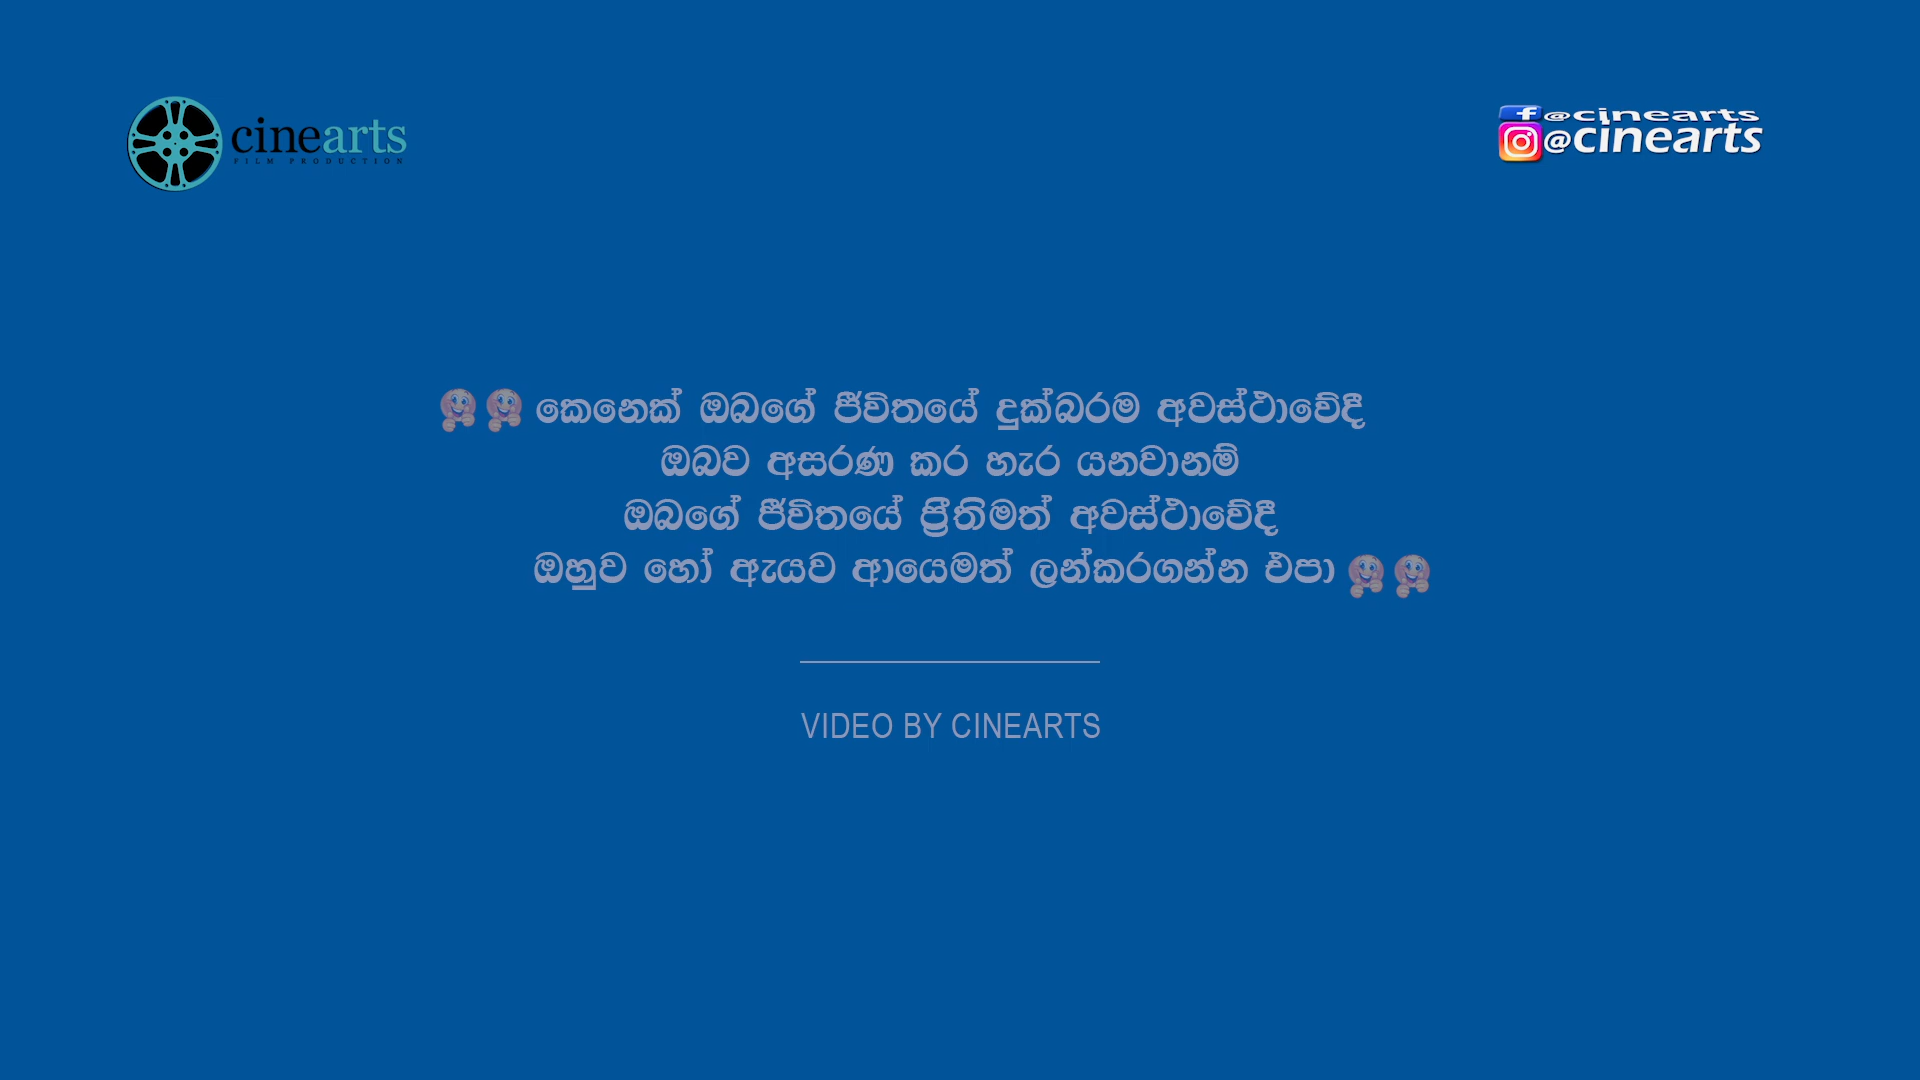 cinearts
FILM PRODUCTION
@cinearts
@cinearts
කෙනෙක් ඔබගේ ජීවිතයේ දුක්බරම අවස්ථාවේදී
ඔබව අසරණ කර හැර යනවානම්
ඔබගේ ජීවිතයේ ප්‍රීතිමත් අවස්ථාවේදී
ඔහුව හෝ ඇයව ආයෙමත් ලන්කරගන්න එපා
VIDEO BY CINEARTS